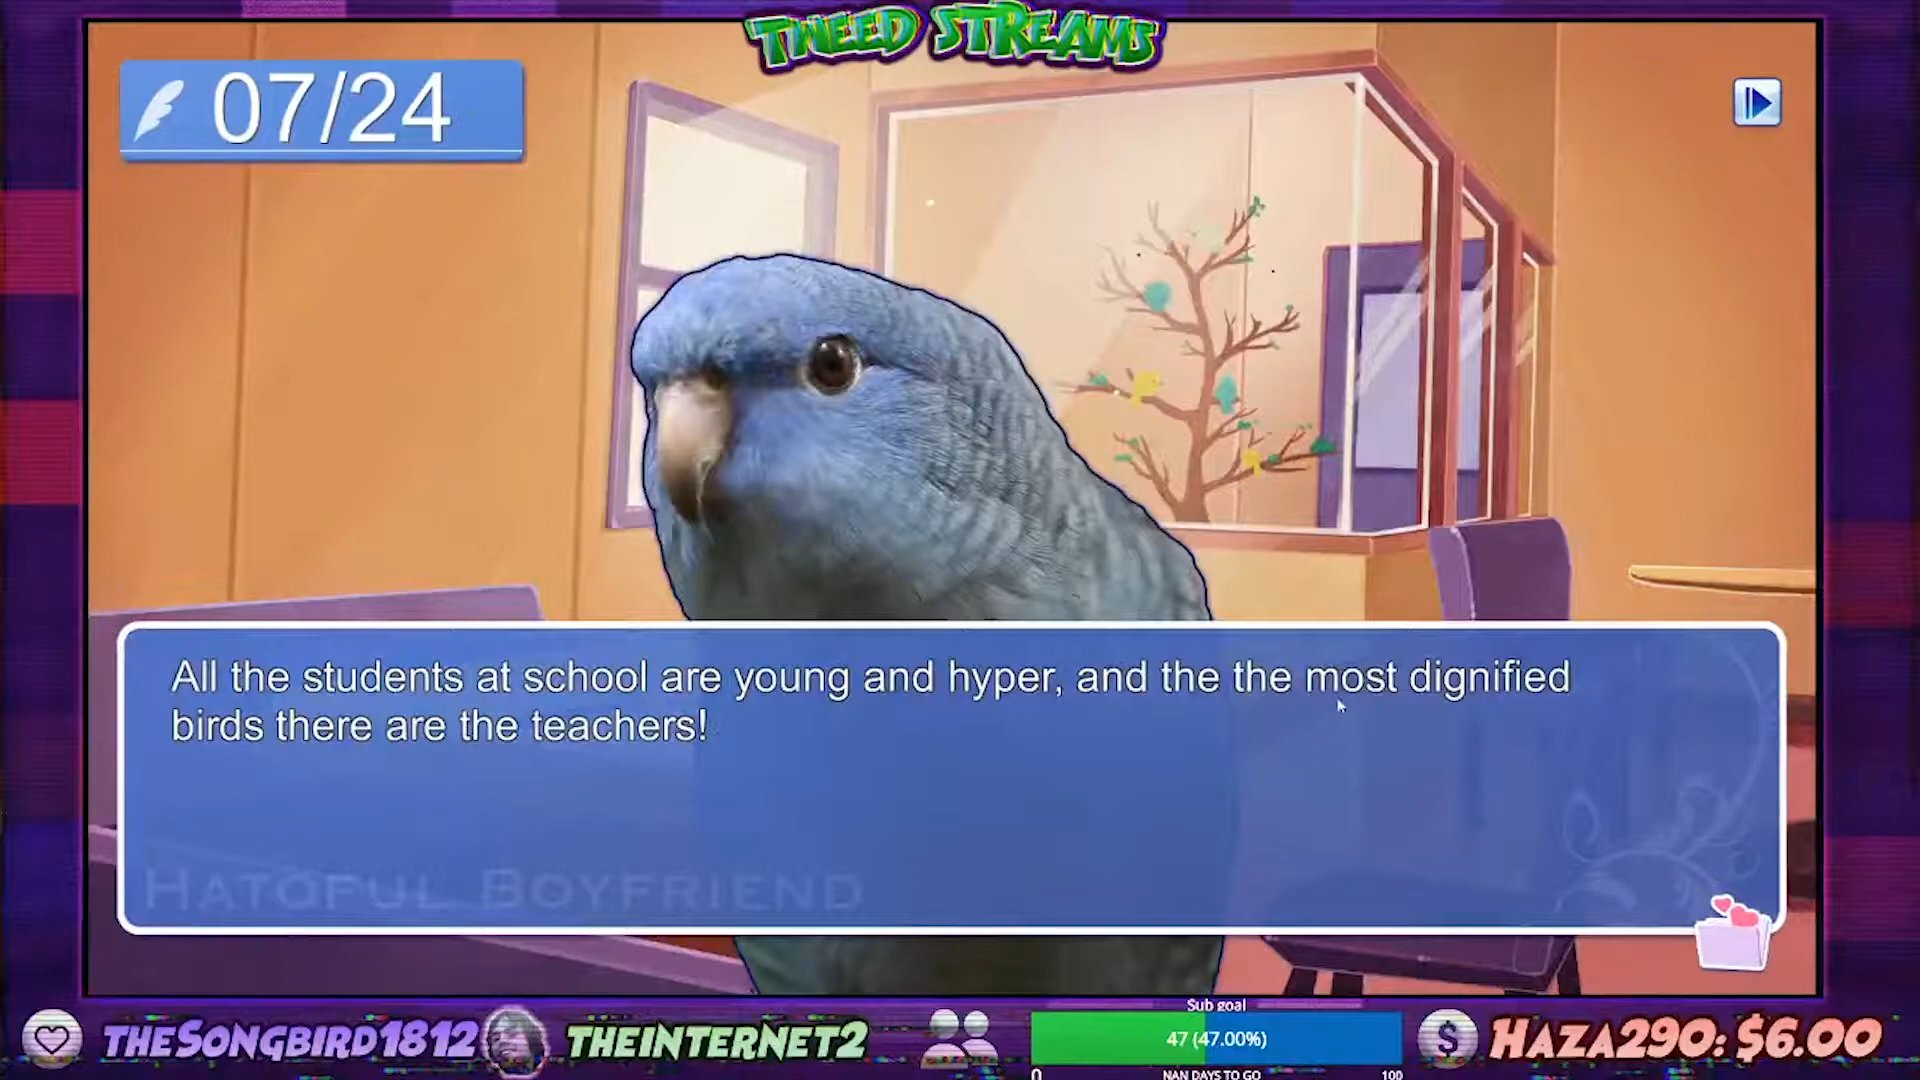 TWEED STREAMS
07/24
All the students at school are young and hyper, and the the most dignified
birds there are the teachers!
HATOFUL BOYFRIEND
THESONGBIRD1812
THEINTERNET2
Sub goal
47 (47.00%)
0
NAN DAYS TO GO
100
HAZA290: $6.00